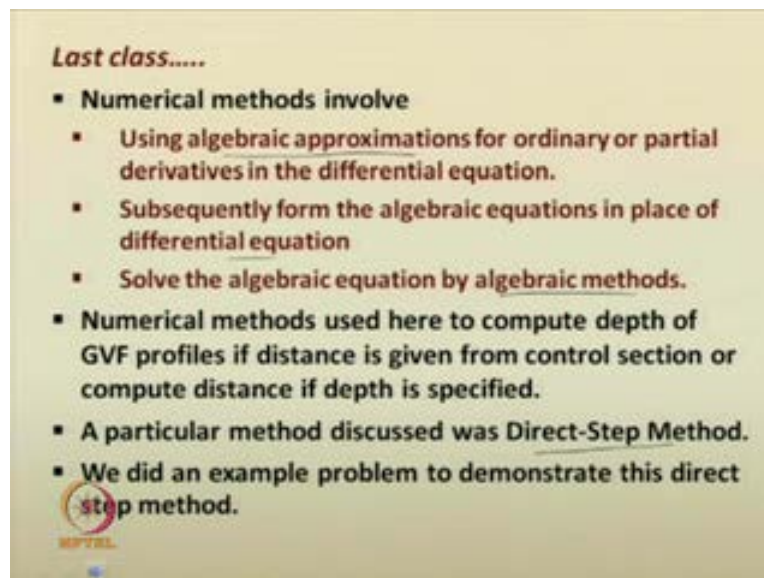 Last class.....
▪ Numerical methods involve
▪ Using algebraic approximations for ordinary or partial
derivatives in the differential equation.
▪ Subsequently form the algebraic equations in place of
differential equation
▪ Solve the algebraic equation by algebraic methods.
▪ Numerical methods used here to compute depth of
GVF profiles if distance is given from control section or
compute distance if depth is specified.
▪ A particular method discussed was Direct-Step Method.
▪ We did an example problem to demonstrate this direct
step method.
NPTEL